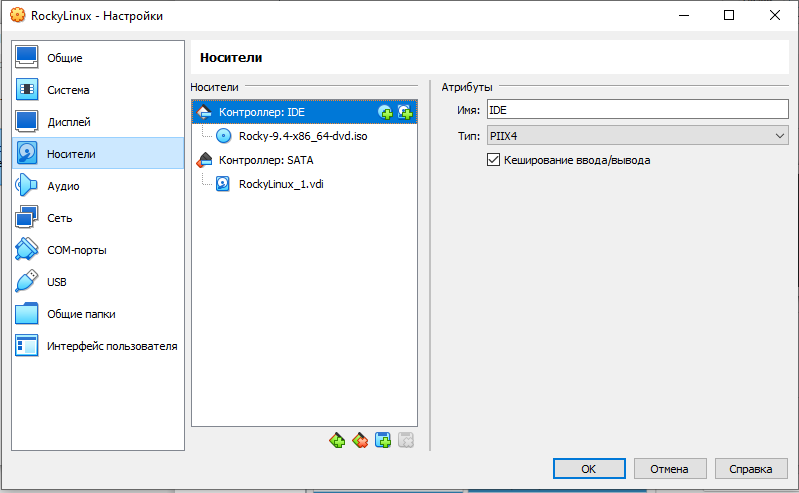 RockyLinux - Настройки
Общие
Система
Дисплей
Носители
Аудио
Сеть
COM-порты
USB
Общие папки
Интерфейс пользователя
Носители
Носители
Контроллер: IDE
Rocky-9.4-x86_64-dvd.iso
Контроллер: SATA
RockyLinux_1.vdi
Атрибуты
Имя: IDE
Тип: PIIX4
Кеширование ввода/вывода
OK Отмена Справка